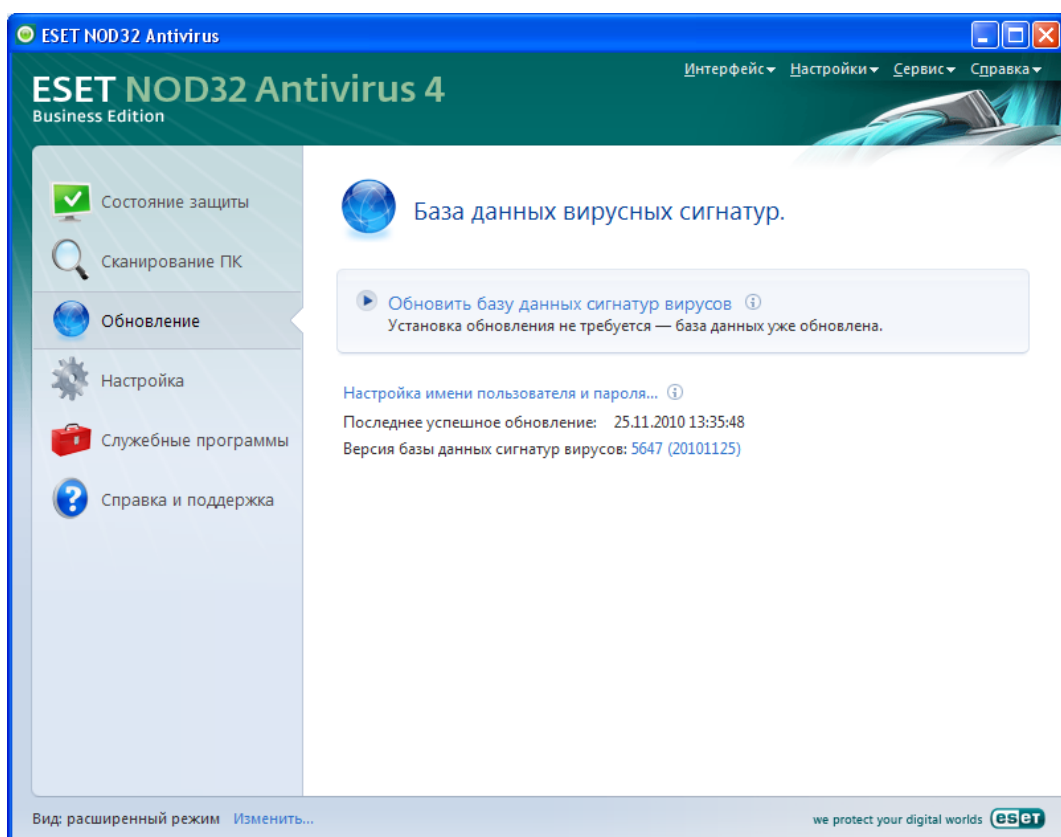 ESET NOD32 Antivirus
Интерфейс Настройки Сервис Справка
ESET NOD32 Antivirus 4
Business Edition
Состояние защиты
Сканирование ПК
Обновление
Настройка
Служебные программы
Справка и поддержка
База данных вирусных сигнатур.
Обновить базу данных сигнатур вирусов
Установка обновления не требуется — база данных уже обновлена.
Настройка имени пользователя и пароля...
Последнее успешное обновление: 25.11.2010 13:35:48
Версия базы данных сигнатур вирусов: 5647 (20101125)
Вид: расширенный режим Изменить...
we protect your digital worlds eset